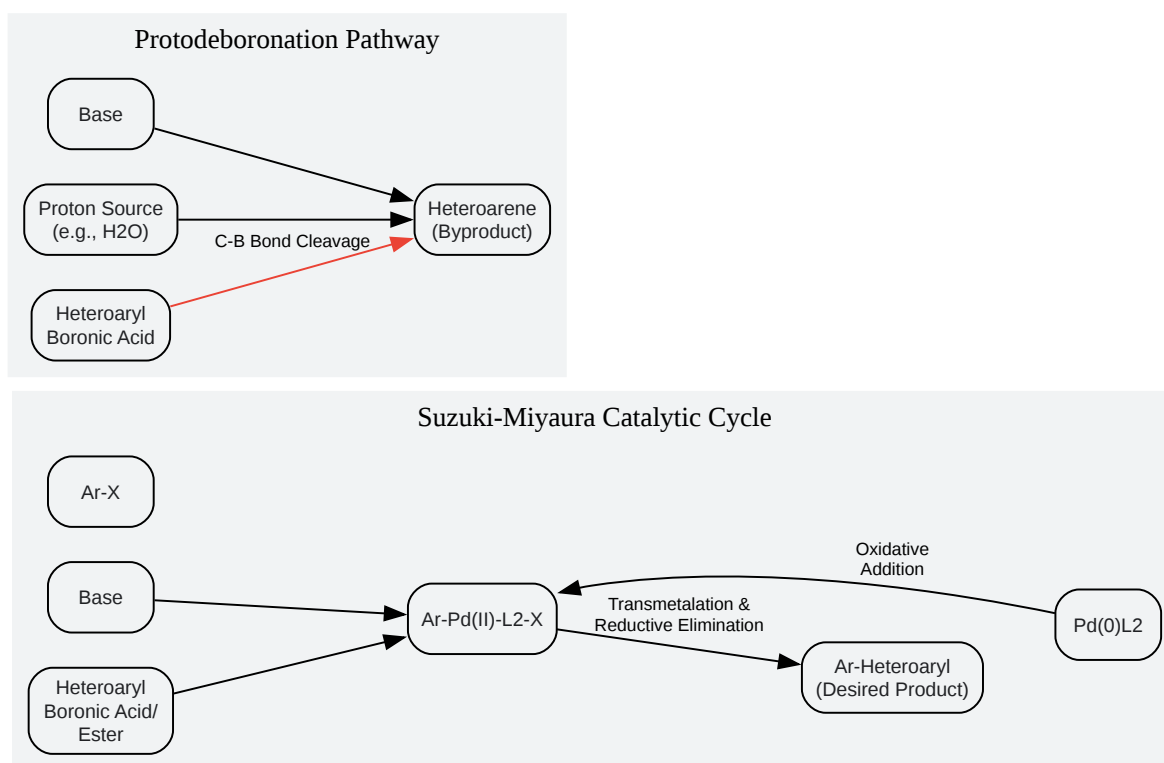 Protodeboronation Pathway
Base
Proton Source
(e.g., H2O)
Heteroarene
(Byproduct)
C-B Bond Cleavage
Heteroaryl
Boronic Acid
Suzuki-Miyaura Catalytic Cycle
Ar-X
Base
Heteroaryl
Boronic Acid/
Ester
Ar-Pd(II)-L2-X
Oxidative
Addition
Transmetalation &
Reductive Elimination
Pd(0)L2
Ar-Heteroaryl
(Desired Product)